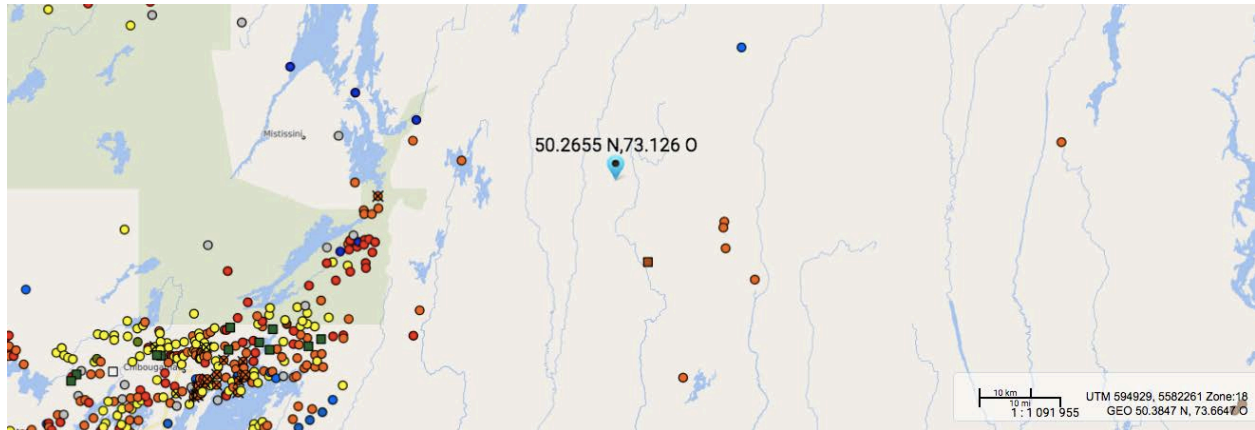 Mistissini
50.2655 N,73.126 O
Chibougamau
10 km
10 mi
1 : 1 091 955
UTM 594929, 5582261 Zone:18
GEO 50.3847 N, 73.6647 O